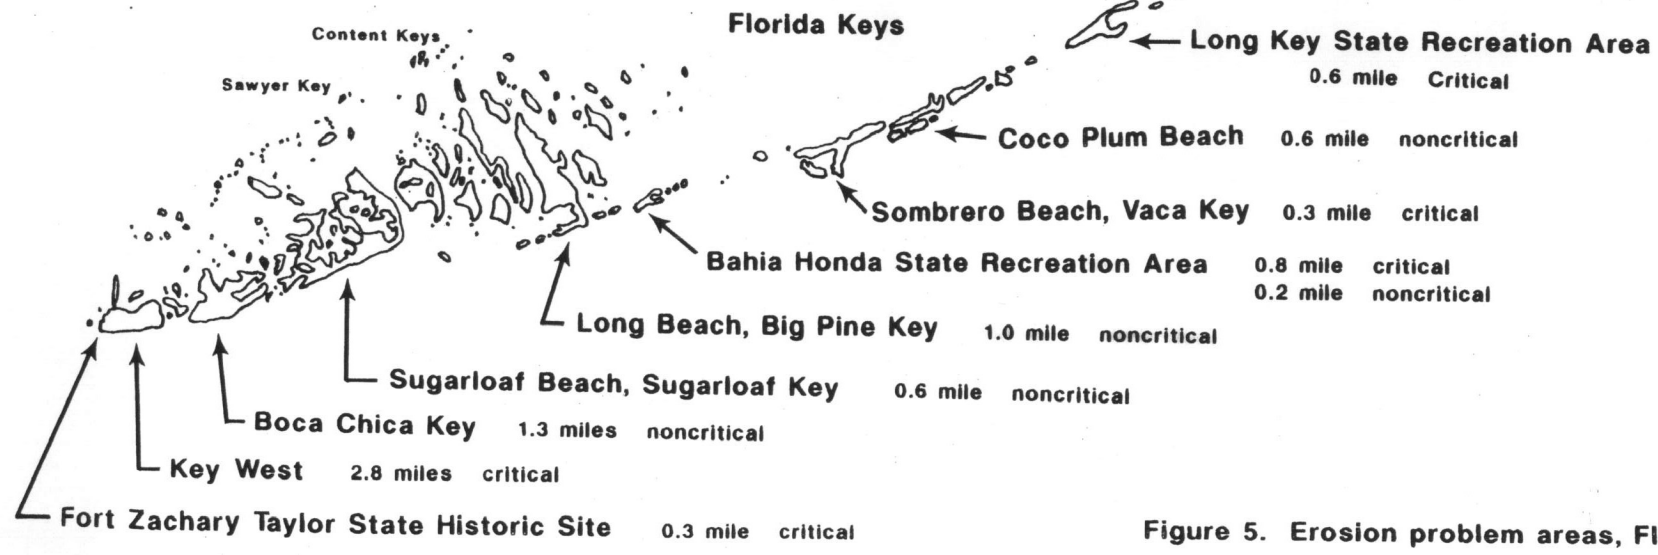 Florida Keys
Content Keys
Sawyer Key
Long Key State Recreation Area
0.6 mile Critical
Coco Plum Beach 0.6 mile noncritical
Sombrero Beach, Vaca Key 0.3 mile critical
Bahia Honda State Recreation Area 0.8 mile critical
0.2 mile noncritical
Long Beach, Big Pine Key 1.0 mile noncritical
Sugarloaf Beach, Sugarloaf Key 0.6 mile noncritical
Boca Chica Key 1.3 miles noncritical
Key West 2.8 miles critical
Fort Zachary Taylor State Historic Site 0.3 mile critical
Figure 5. Erosion problem areas, Fl